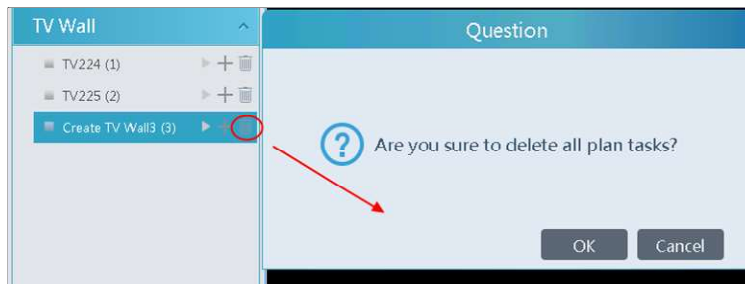 TV Wall
TV224 (1)
TV225 (2)
Create TV Wall3 (3)
Question
Are you sure to delete all plan tasks?
OK
Cancel